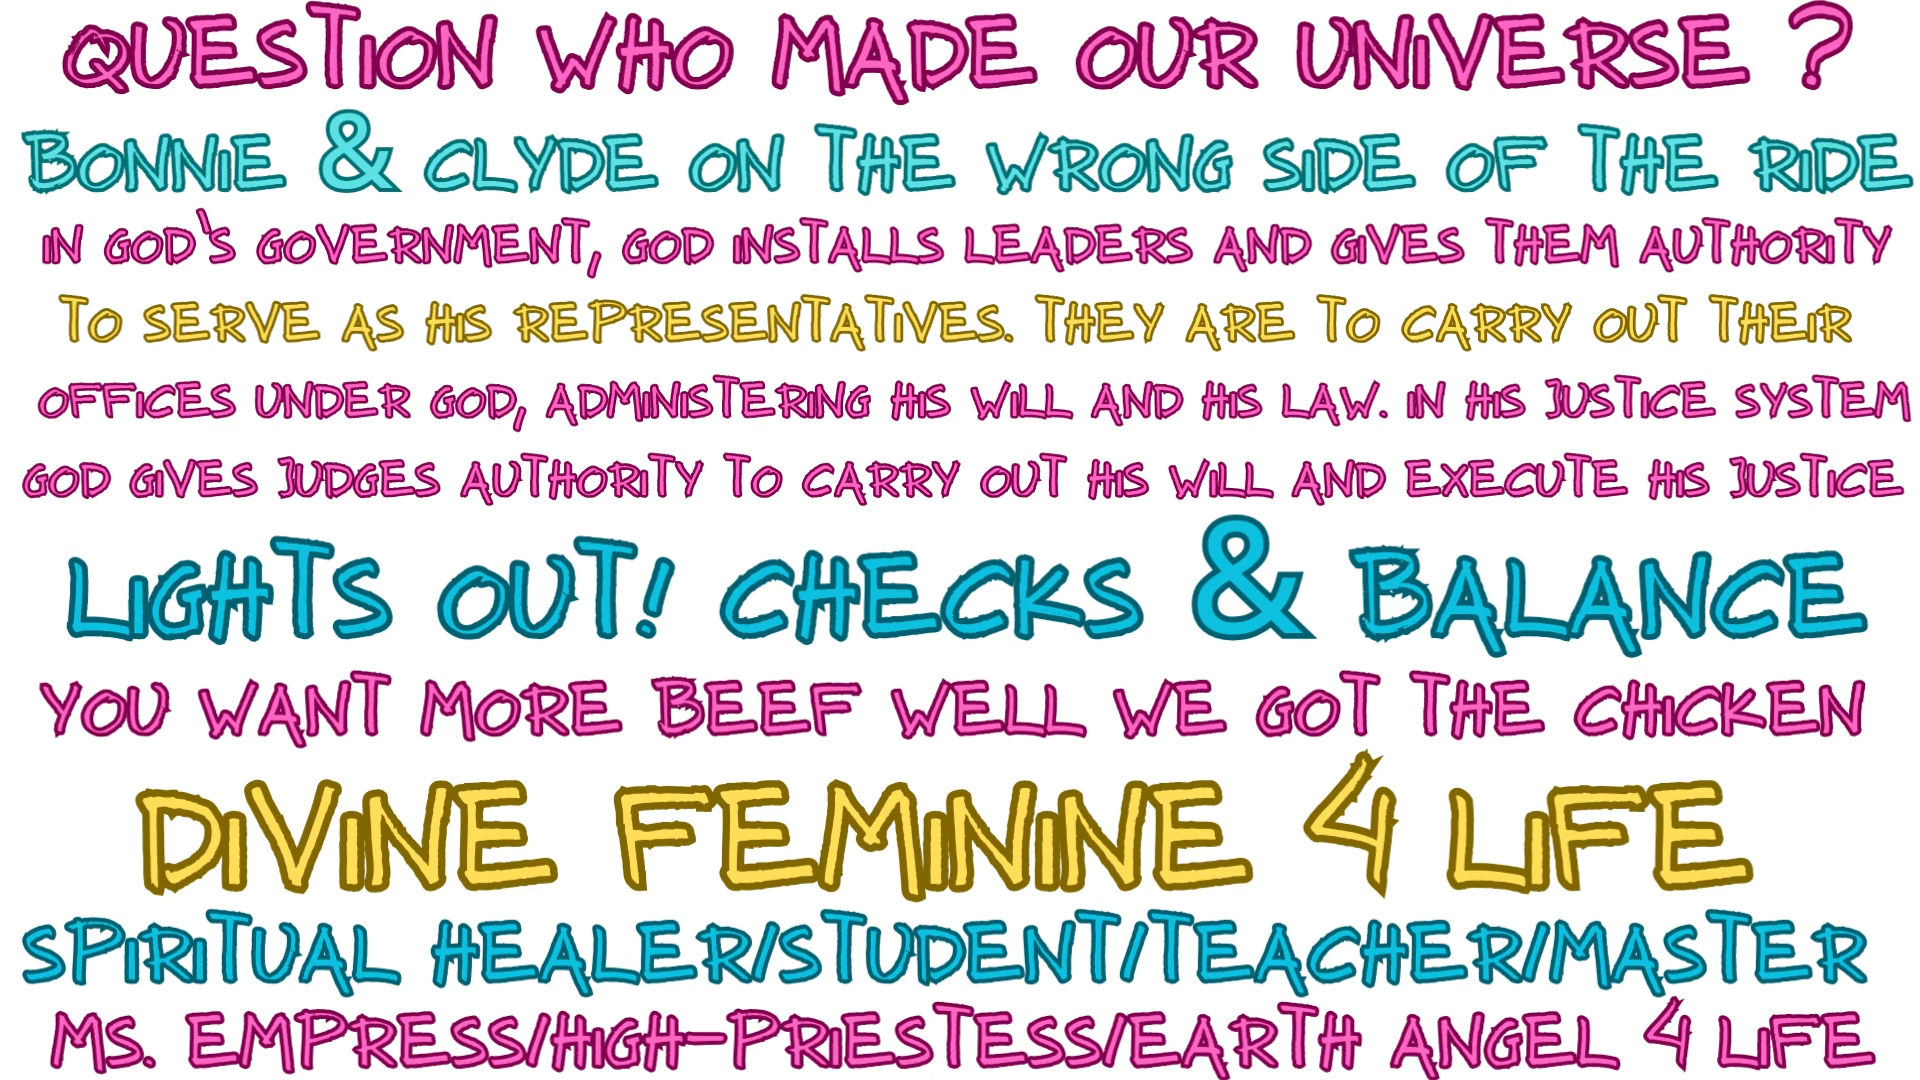 QUESTION WHO MADE OUR UNIVERSE ?
BONNIE & CLYDE ON THE WRONG SIDE OF THE RIDE
IN GOD'S GOVERNMENT, GOD INSTALLS LEADERS AND GIVES THEM AUTHORITY
TO SERVE AS HIS REPRESENTATIVES. THEY ARE TO CARRY OUT THEIR
OFFICES UNDER GOD, ADMINISTERING HIS WILL AND HIS LAW. IN HIS JUSTICE SYSTEM
GOD GIVES JUDGES AUTHORITY TO CARRY OUT HIS WILL AND EXECUTE HIS JUSTICE
LIGHTS OUT! CHECKS & BALANCE
YOU WANT MORE BEEF WELL WE GOT THE CHICKEN
DIVINE FEMININE 4 LIFE
SPIRITUAL HEALER/STUDENT/TEACHER/MASTER
MS. EMPRESS/HIGH-PRIESTESS/EARTH ANGEL 4 LIFE